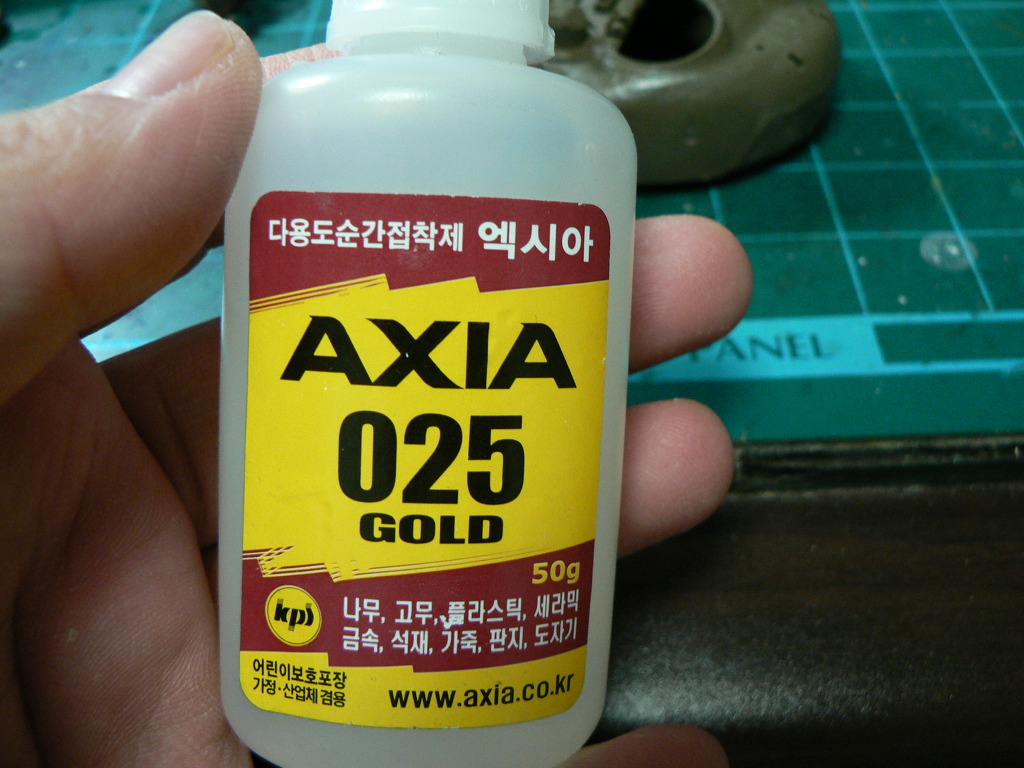 다용도순간접착제 엑시아
AXIA
025
GOLD
50g
kpi
나무, 고무, 플라스틱, 세라믹
금속, 석재, 가죽, 판지, 도자기
어린이보호포장
가정·산업체 겸용
www.axia.co.kr
PANEL